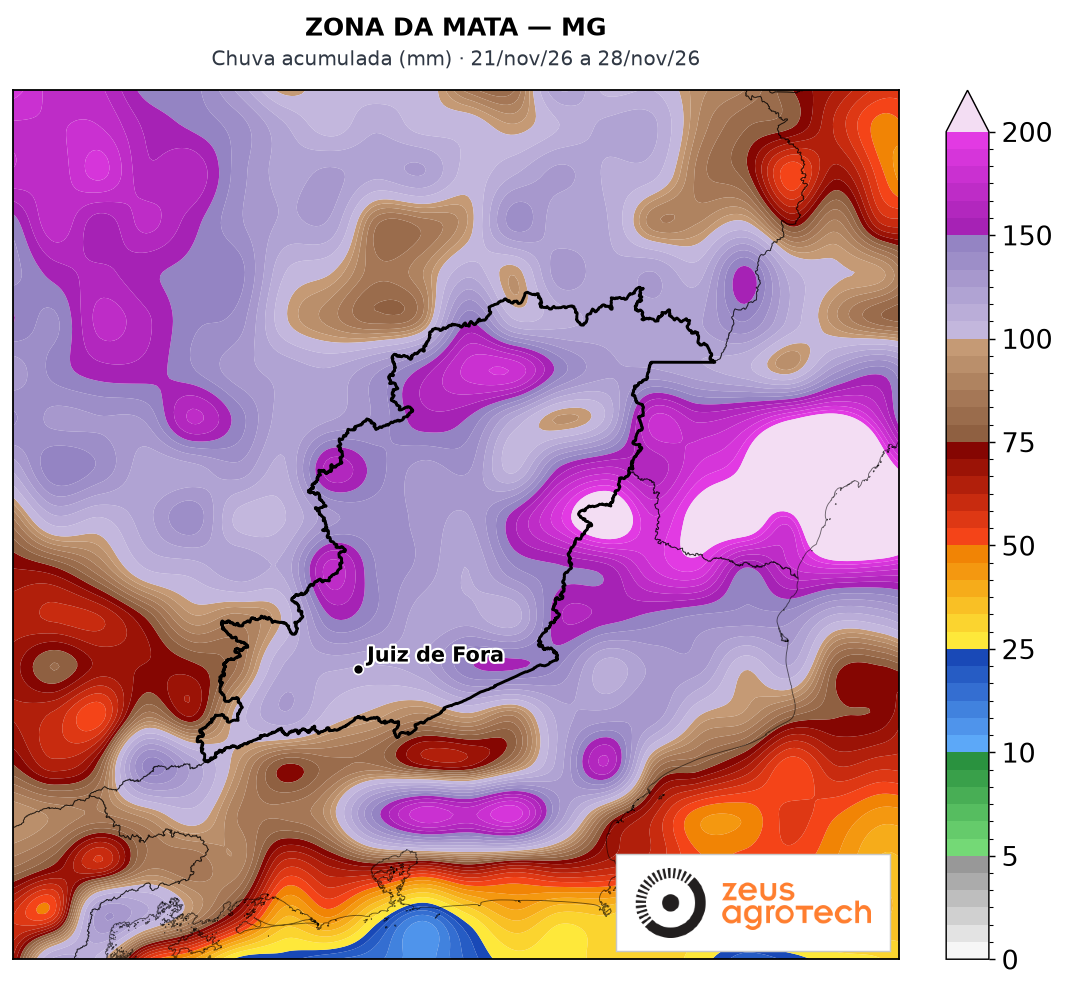 ZONA DA MATA — MG
Chuva acumulada (mm) · 21/nov/26 a 28/nov/26
200
150
100
75
50
25
10
5
0
Juiz de Fora
zeus
agroтech